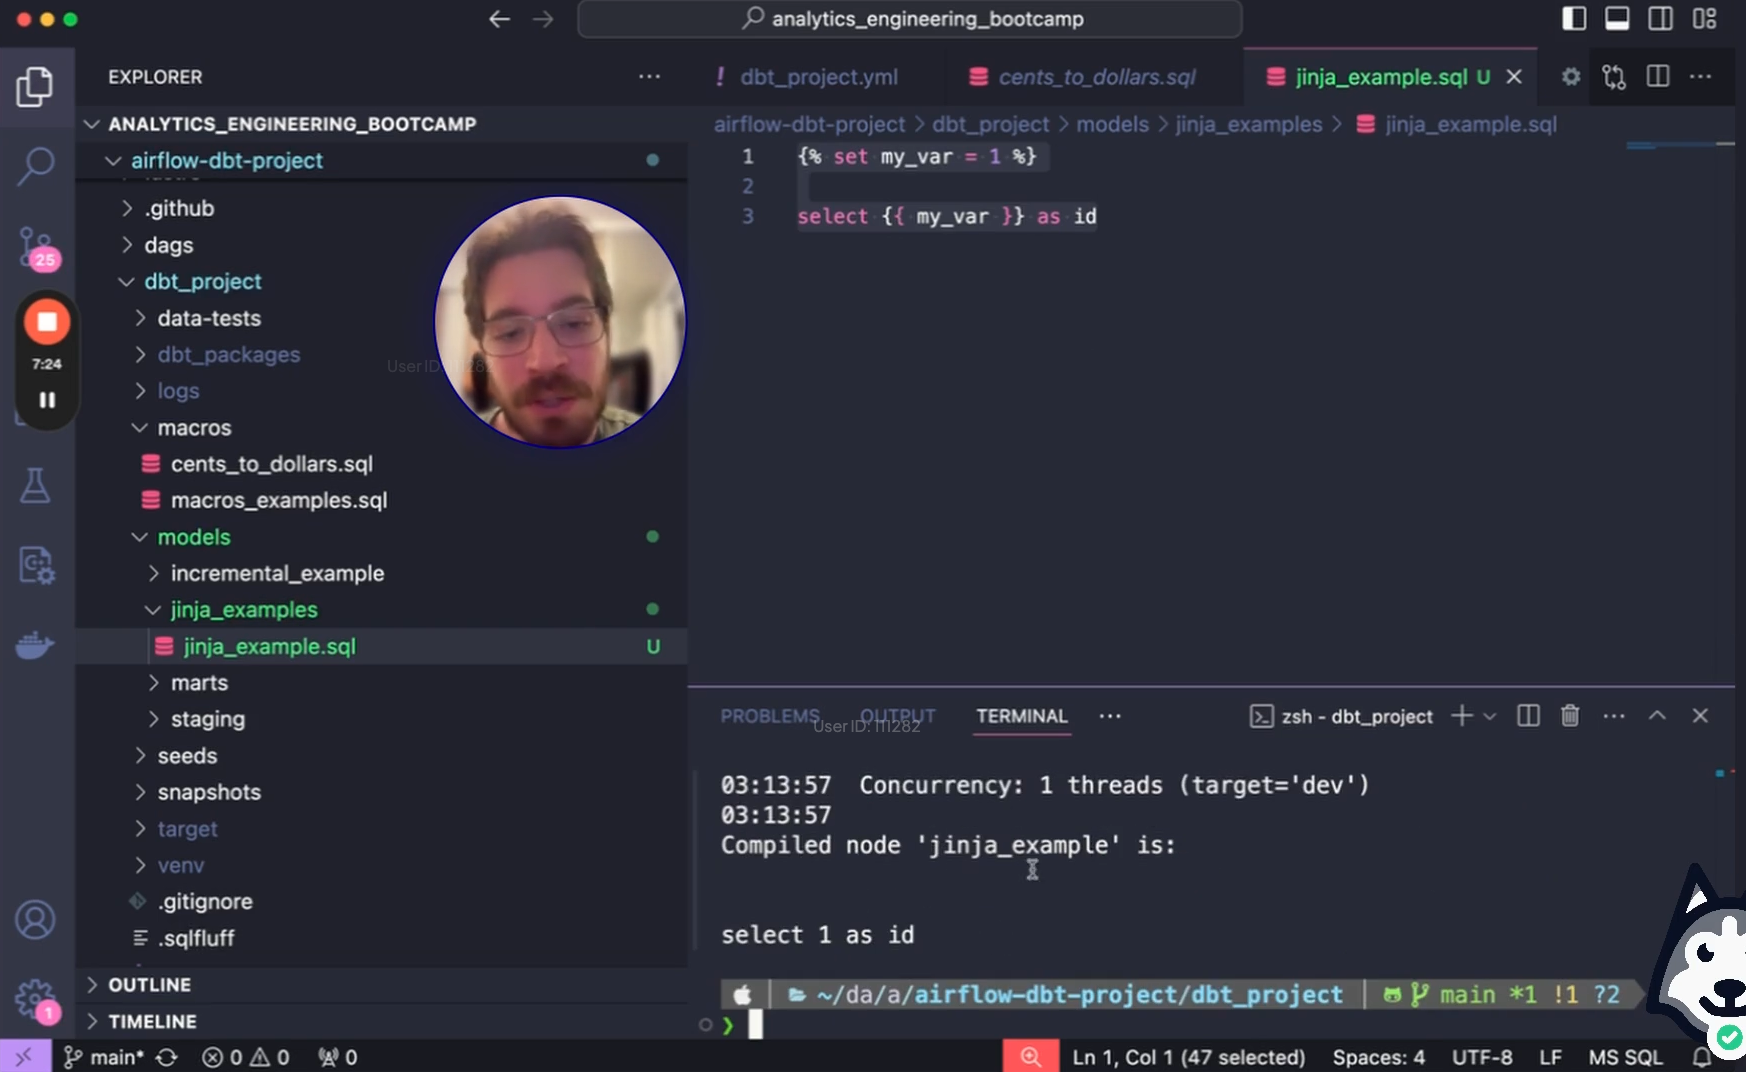 analytics_engineering_bootcamp
EXPLORER
ANALYTICS_ENGINEERING_BOOTCAMP
airflow-dbt-project
.github
dags
dbt_project
data-tests
dbt_packages
logs
macros
cents_to_dollars.sql
macros_examples.sql
models
incremental_example
jinja_examples
jinja_example.sql U
marts
staging
seeds
snapshots
target
venv
.gitignore
.sqlfluff
OUTLINE
TIMELINE
25
7:24
1
User ID: 111282
! dbt_project.yml
cents_to_dollars.sql
jinja_example.sql U
airflow-dbt-project > dbt_project > models > jinja_examples > jinja_example.sql
1 {% set my_var = 1 %}
2
3 select {{ my_var }} as id
PROBLEMS OUTPUT TERMINAL
User ID: 111282
zsh - dbt_project
03:13:57 Concurrency: 1 threads (target='dev')
03:13:57
Compiled node 'jinja_example' is:
select 1 as id
~/da/a/airflow-dbt-project/dbt_project main *1 !1 ?2
❯
main* 0 0 0
Ln 1, Col 1 (47 selected) Spaces: 4 UTF-8 LF MS SQL